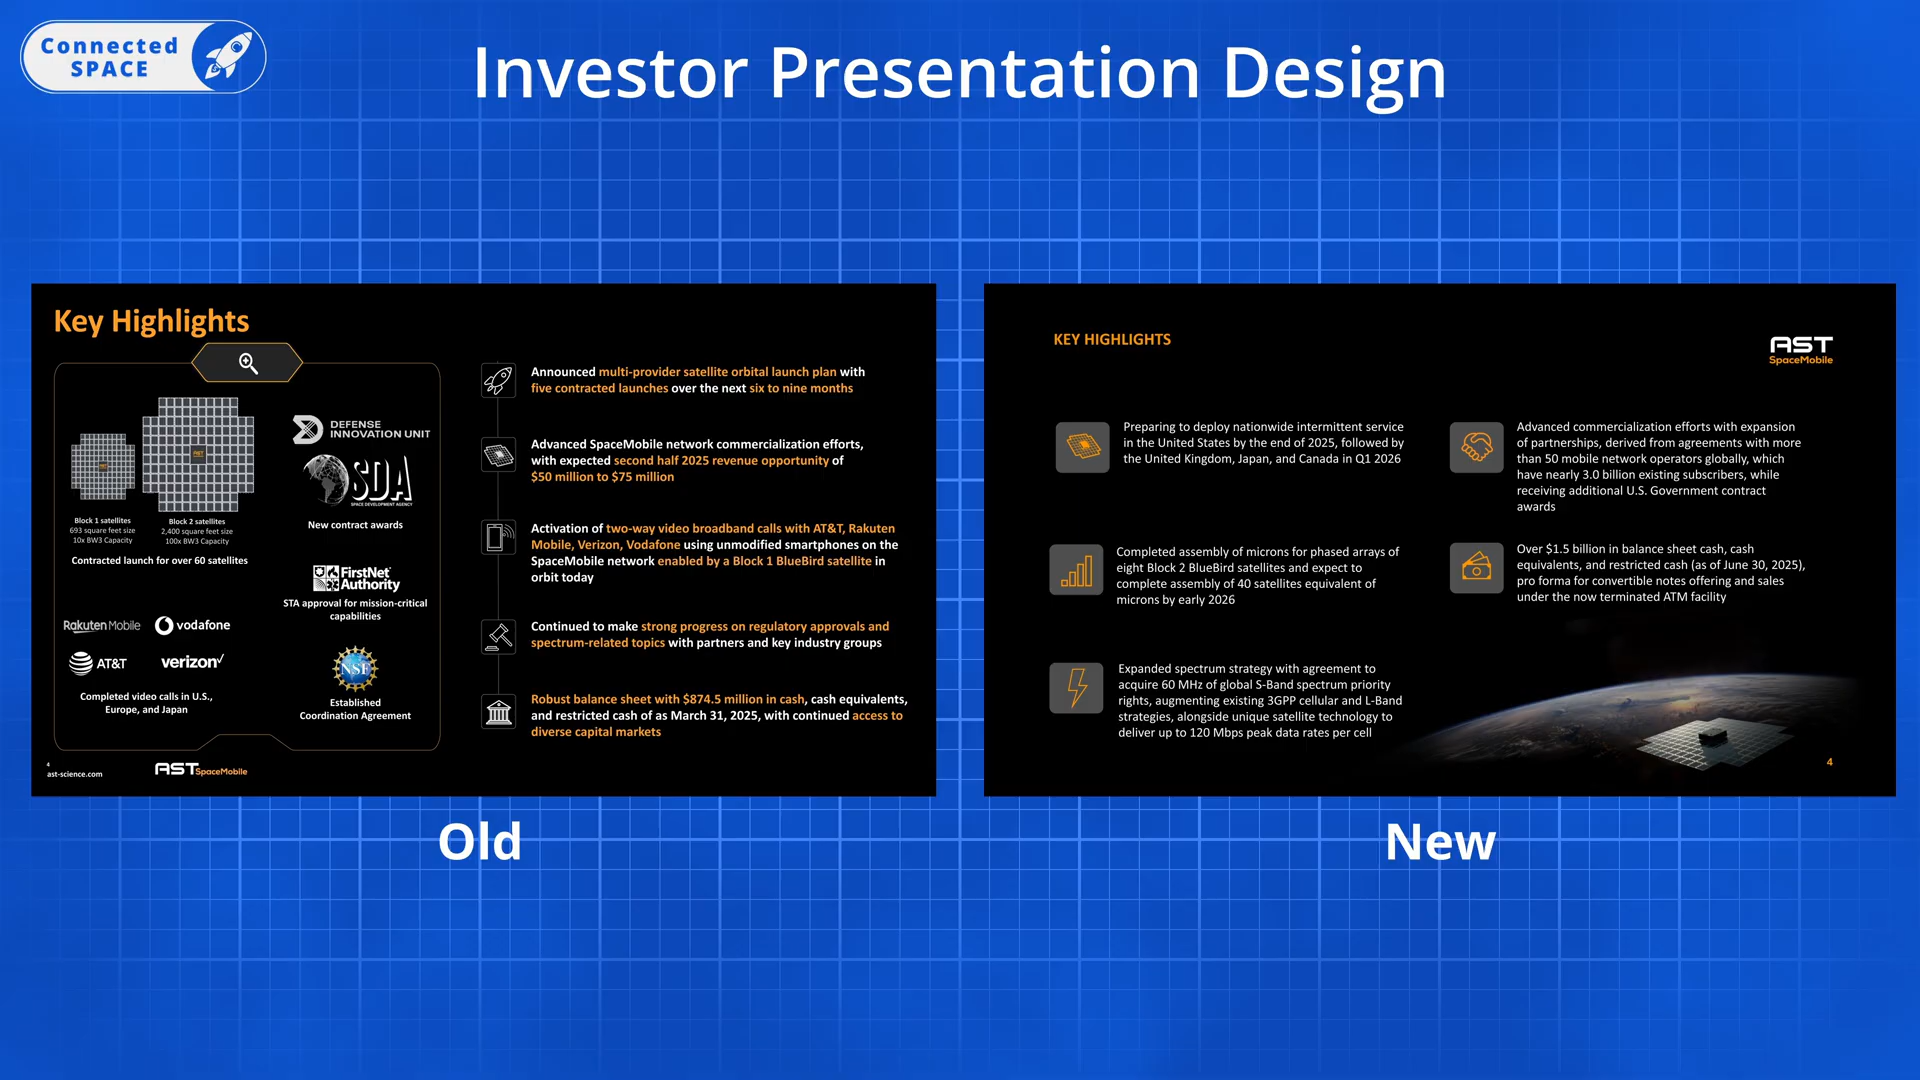 Connected
SPACE
Investor Presentation Design
Key Highlights
Block 1 satellites
693 square feet size
10x BW3 Capacity
Block 2 satellites
2,400 square feet size
100x BW3 Capacity
Contracted launch for over 60 satellites
DEFENSE
INNOVATION UNIT
SDA
SPACE DEVELOPMENT AGENCY
New contract awards
FirstNet
Authority
STA approval for mission-critical
capabilities
Rakuten Mobile
vodafone
AT&T
verizon
Completed video calls in U.S.,
Europe, and Japan
NSF
Established
Coordination Agreement
Announced multi-provider satellite orbital launch plan with
five contracted launches over the next six to nine months
Advanced SpaceMobile network commercialization efforts,
with expected second half 2025 revenue opportunity of
$50 million to $75 million
Activation of two-way video broadband calls with AT&T, Rakuten
Mobile, Verizon, Vodafone using unmodified smartphones on the
SpaceMobile network enabled by a Block 1 BlueBird satellite in
orbit today
Continued to make strong progress on regulatory approvals and
spectrum-related topics with partners and key industry groups
Robust balance sheet with $874.5 million in cash, cash equivalents,
and restricted cash of as March 31, 2025, with continued access to
diverse capital markets
4
ast-science.com
AST SpaceMobile
KEY HIGHLIGHTS
AST
SpaceMobile
Preparing to deploy nationwide intermittent service
in the United States by the end of 2025, followed by
the United Kingdom, Japan, and Canada in Q1 2026
Completed assembly of microns for phased arrays of
eight Block 2 BlueBird satellites and expect to
complete assembly of 40 satellites equivalent of
microns by early 2026
Expanded spectrum strategy with agreement to
acquire 60 MHz of global S-Band spectrum priority
rights, augmenting existing 3GPP cellular and L-Band
strategies, alongside unique satellite technology to
deliver up to 120 Mbps peak data rates per cell
Advanced commercialization efforts with expansion
of partnerships, derived from agreements with more
than 50 mobile network operators globally, which
have nearly 3.0 billion existing subscribers, while
receiving additional U.S. Government contract
awards
Over $1.5 billion in balance sheet cash, cash
equivalents, and restricted cash (as of June 30, 2025),
pro forma for convertible notes offering and sales
under the now terminated ATM facility
4
Old
New